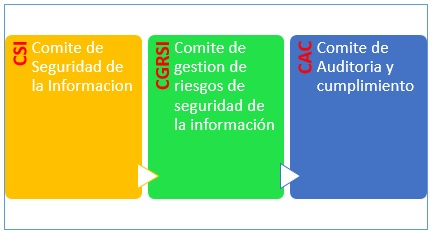 CSI
Comite de
Seguridad de
la Informacion
CGRSI
Comite de
gestion de
riesgos de
seguridad de
la información
CAC
Comite de
Auditoria y
cumplimiento